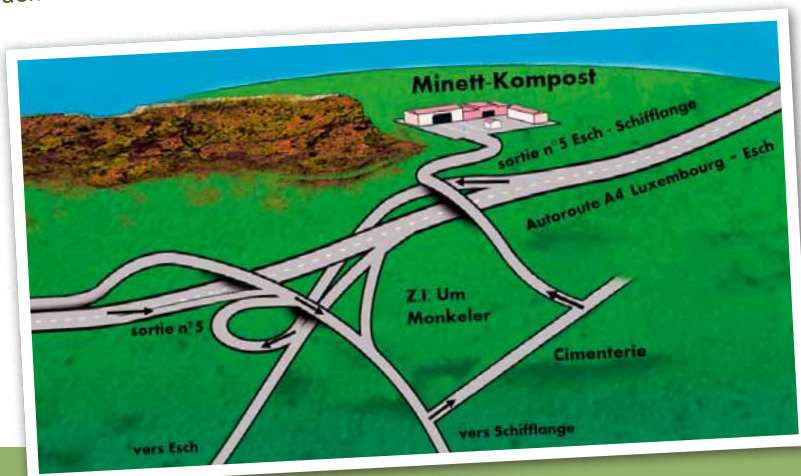 Minett-Kompost
sortie n°5 Esch - Schifflange
Autoroute A4 Luxembourg - Esch
Z.I. Um
Monkeler
sortie n°5
Cimenterie
vers Esch
vers Schifflange